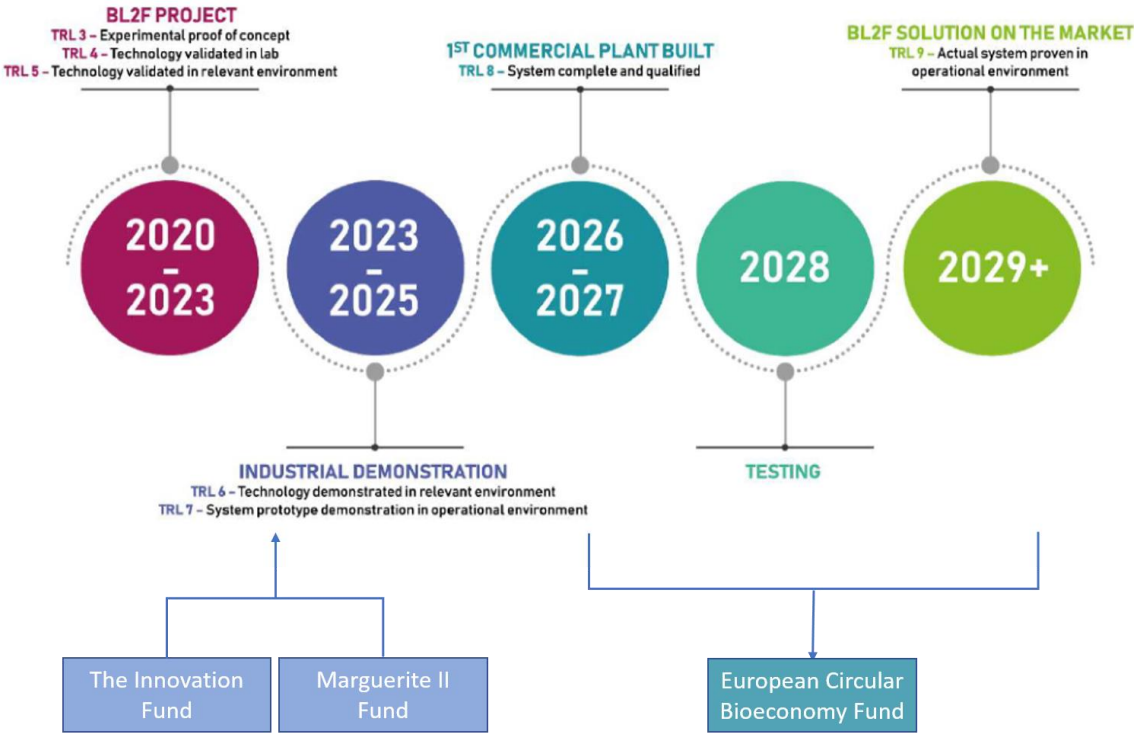 BL2F PROJECT
TRL 3 – Experimental proof of concept
TRL 4 – Technology validated in lab
TRL 5 – Technology validated in relevant environment
1ST COMMERCIAL PLANT BUILT
TRL 8 – System complete and qualified
BL2F SOLUTION ON THE MARKET
TRL 9 – Actual system proven in
operational environment
2020
–
2023
2023
–
2025
2026
–
2027
2028
2029+
INDUSTRIAL DEMONSTRATION
TRL 6 – Technology demonstrated in relevant environment
TRL 7 – System prototype demonstration in operational environment
TESTING
The Innovation
Fund
Marguerite II
Fund
European Circular
Bioeconomy Fund